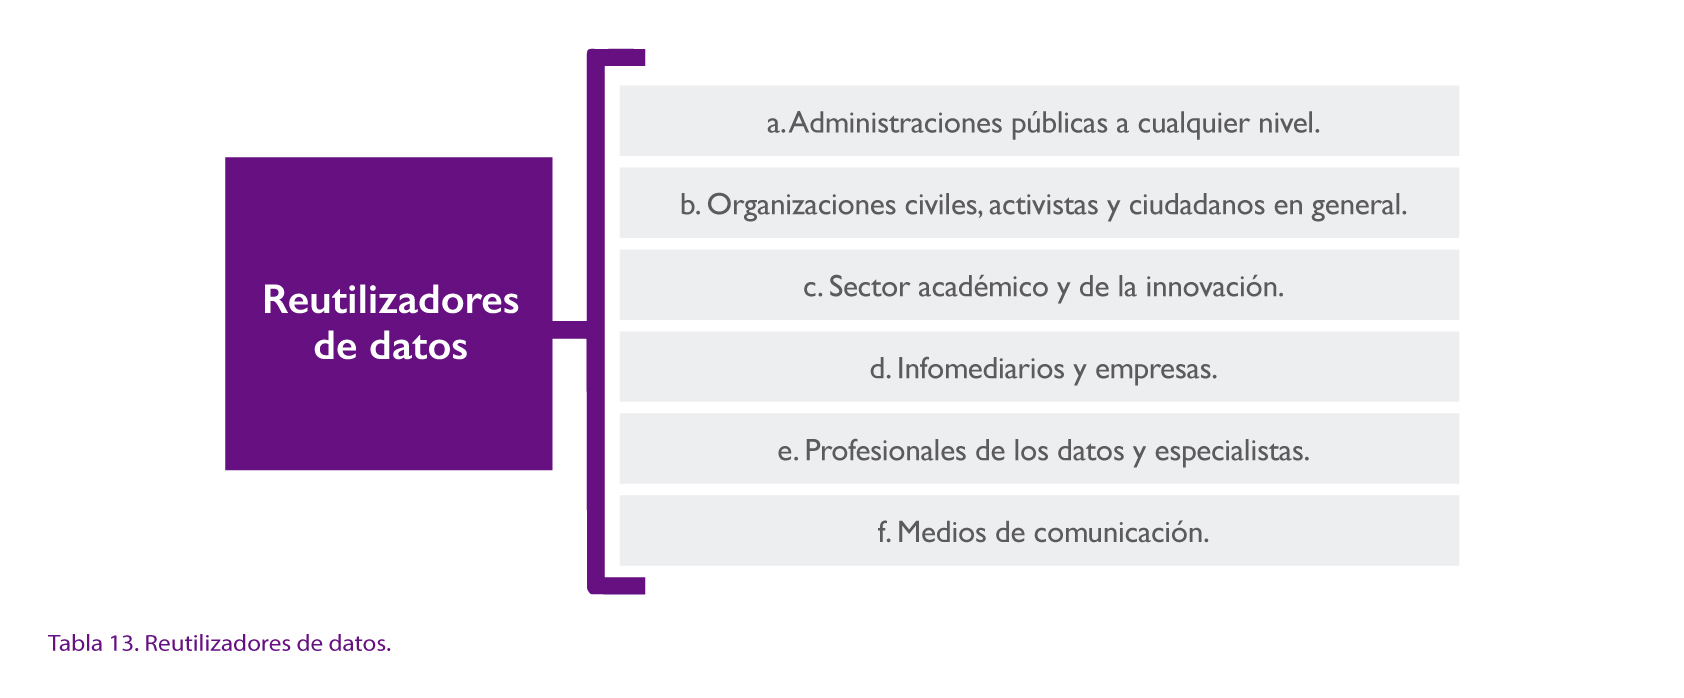 Reutilizadores
de datos
a. Administraciones públicas a cualquier nivel.
b. Organizaciones civiles, activistas y ciudadanos en general.
c. Sector académico y de la innovación.
d. Infomediarios y empresas.
e. Profesionales de los datos y especialistas.
f. Medios de comunicación.
Tabla 13. Reutilizadores de datos.